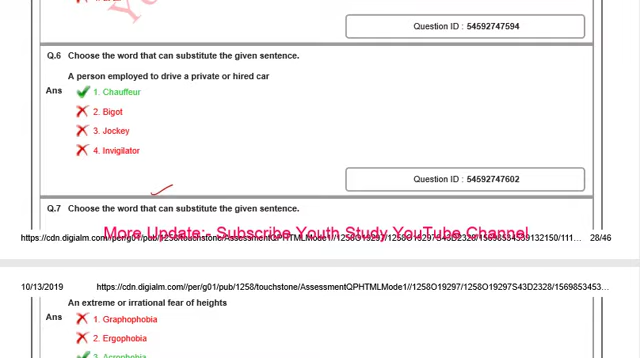 Question ID : 54592747594
Q.6 Choose the word that can substitute the given sentence.
A person employed to drive a private or hired car
Ans 1. Chauffeur
2. Bigot
3. Jockey
4. Invigilator
Question ID : 54592747602
Q.7 Choose the word that can substitute the given sentence.
More Update:- Subscribe Youth Study YouTube Channel
28/46
10/13/2019
An extreme or irrational fear of heights
Ans 1. Graphophobia
2. Ergophobia
3. Acrophobia